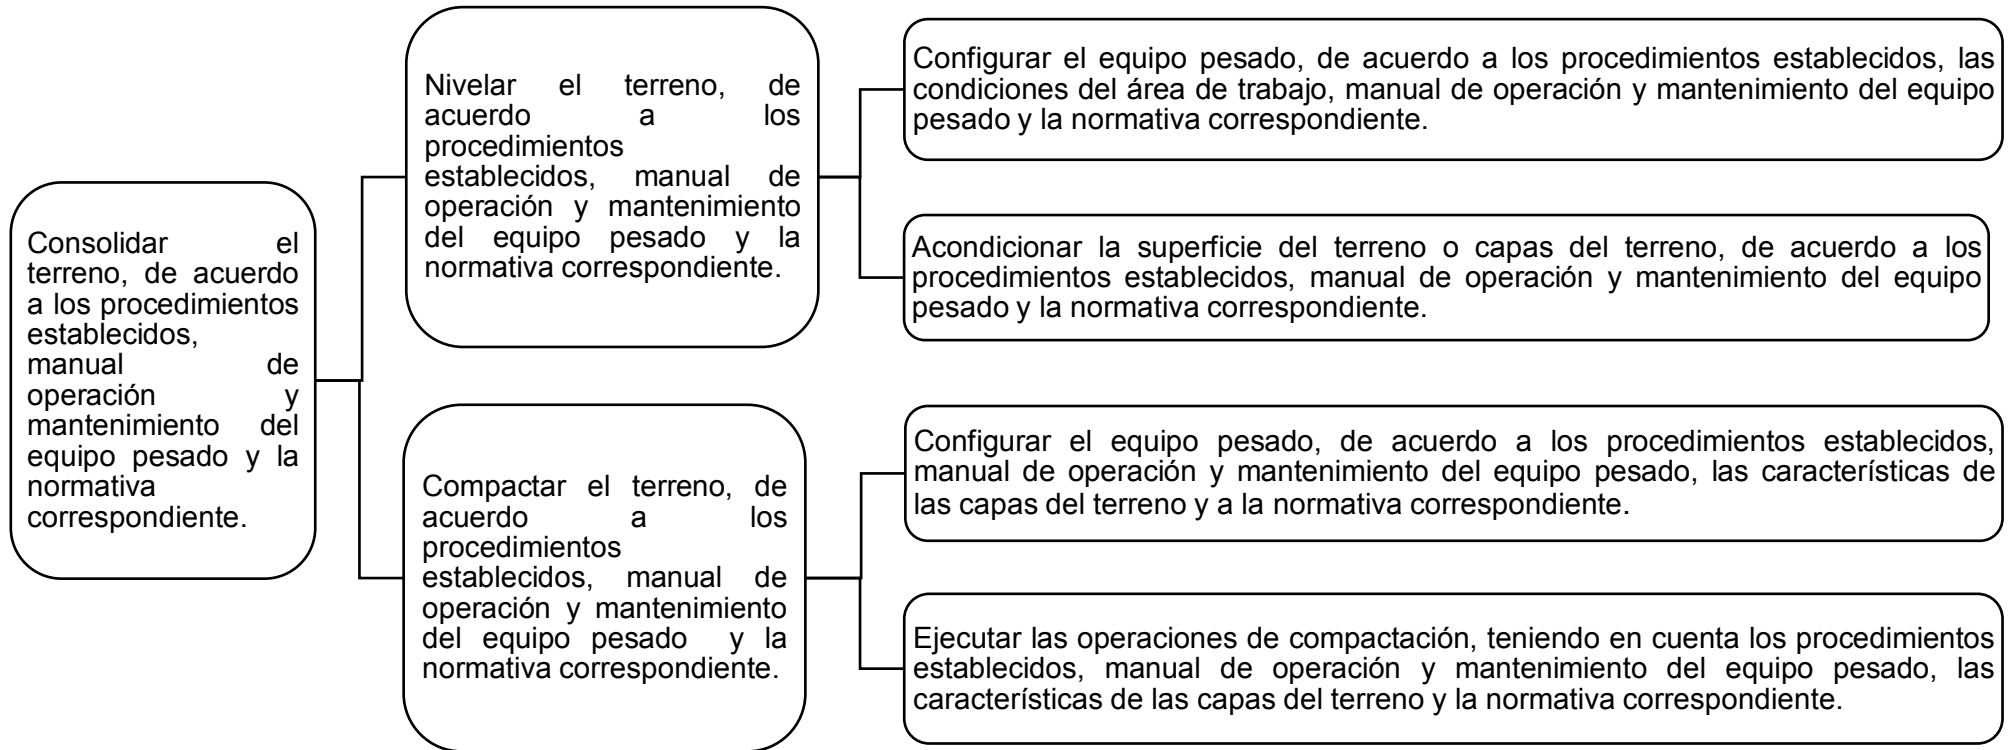 Consolidar el
terreno, de acuerdo
a los procedimientos
establecidos,
manual de
operación y
mantenimiento del
equipo pesado y la
normativa
correspondiente.
Nivelar el terreno, de
acuerdo a los
procedimientos
establecidos, manual de
operación y mantenimiento
del equipo pesado y la
normativa correspondiente.
Configurar el equipo pesado, de acuerdo a los procedimientos establecidos, las
condiciones del área de trabajo, manual de operación y mantenimiento del equipo
pesado y la normativa correspondiente.
Acondicionar la superficie del terreno o capas del terreno, de acuerdo a los
procedimientos establecidos, manual de operación y mantenimiento del equipo
pesado y la normativa correspondiente.
Compactar el terreno, de
acuerdo a los
procedimientos
establecidos, manual de
operación y mantenimiento
del equipo pesado y la
normativa correspondiente.
Configurar el equipo pesado, de acuerdo a los procedimientos establecidos,
manual de operación y mantenimiento del equipo pesado, las características de
las capas del terreno y a la normativa correspondiente.
Ejecutar las operaciones de compactación, teniendo en cuenta los procedimientos
establecidos, manual de operación y mantenimiento del equipo pesado, las
características de las capas del terreno y la normativa correspondiente.